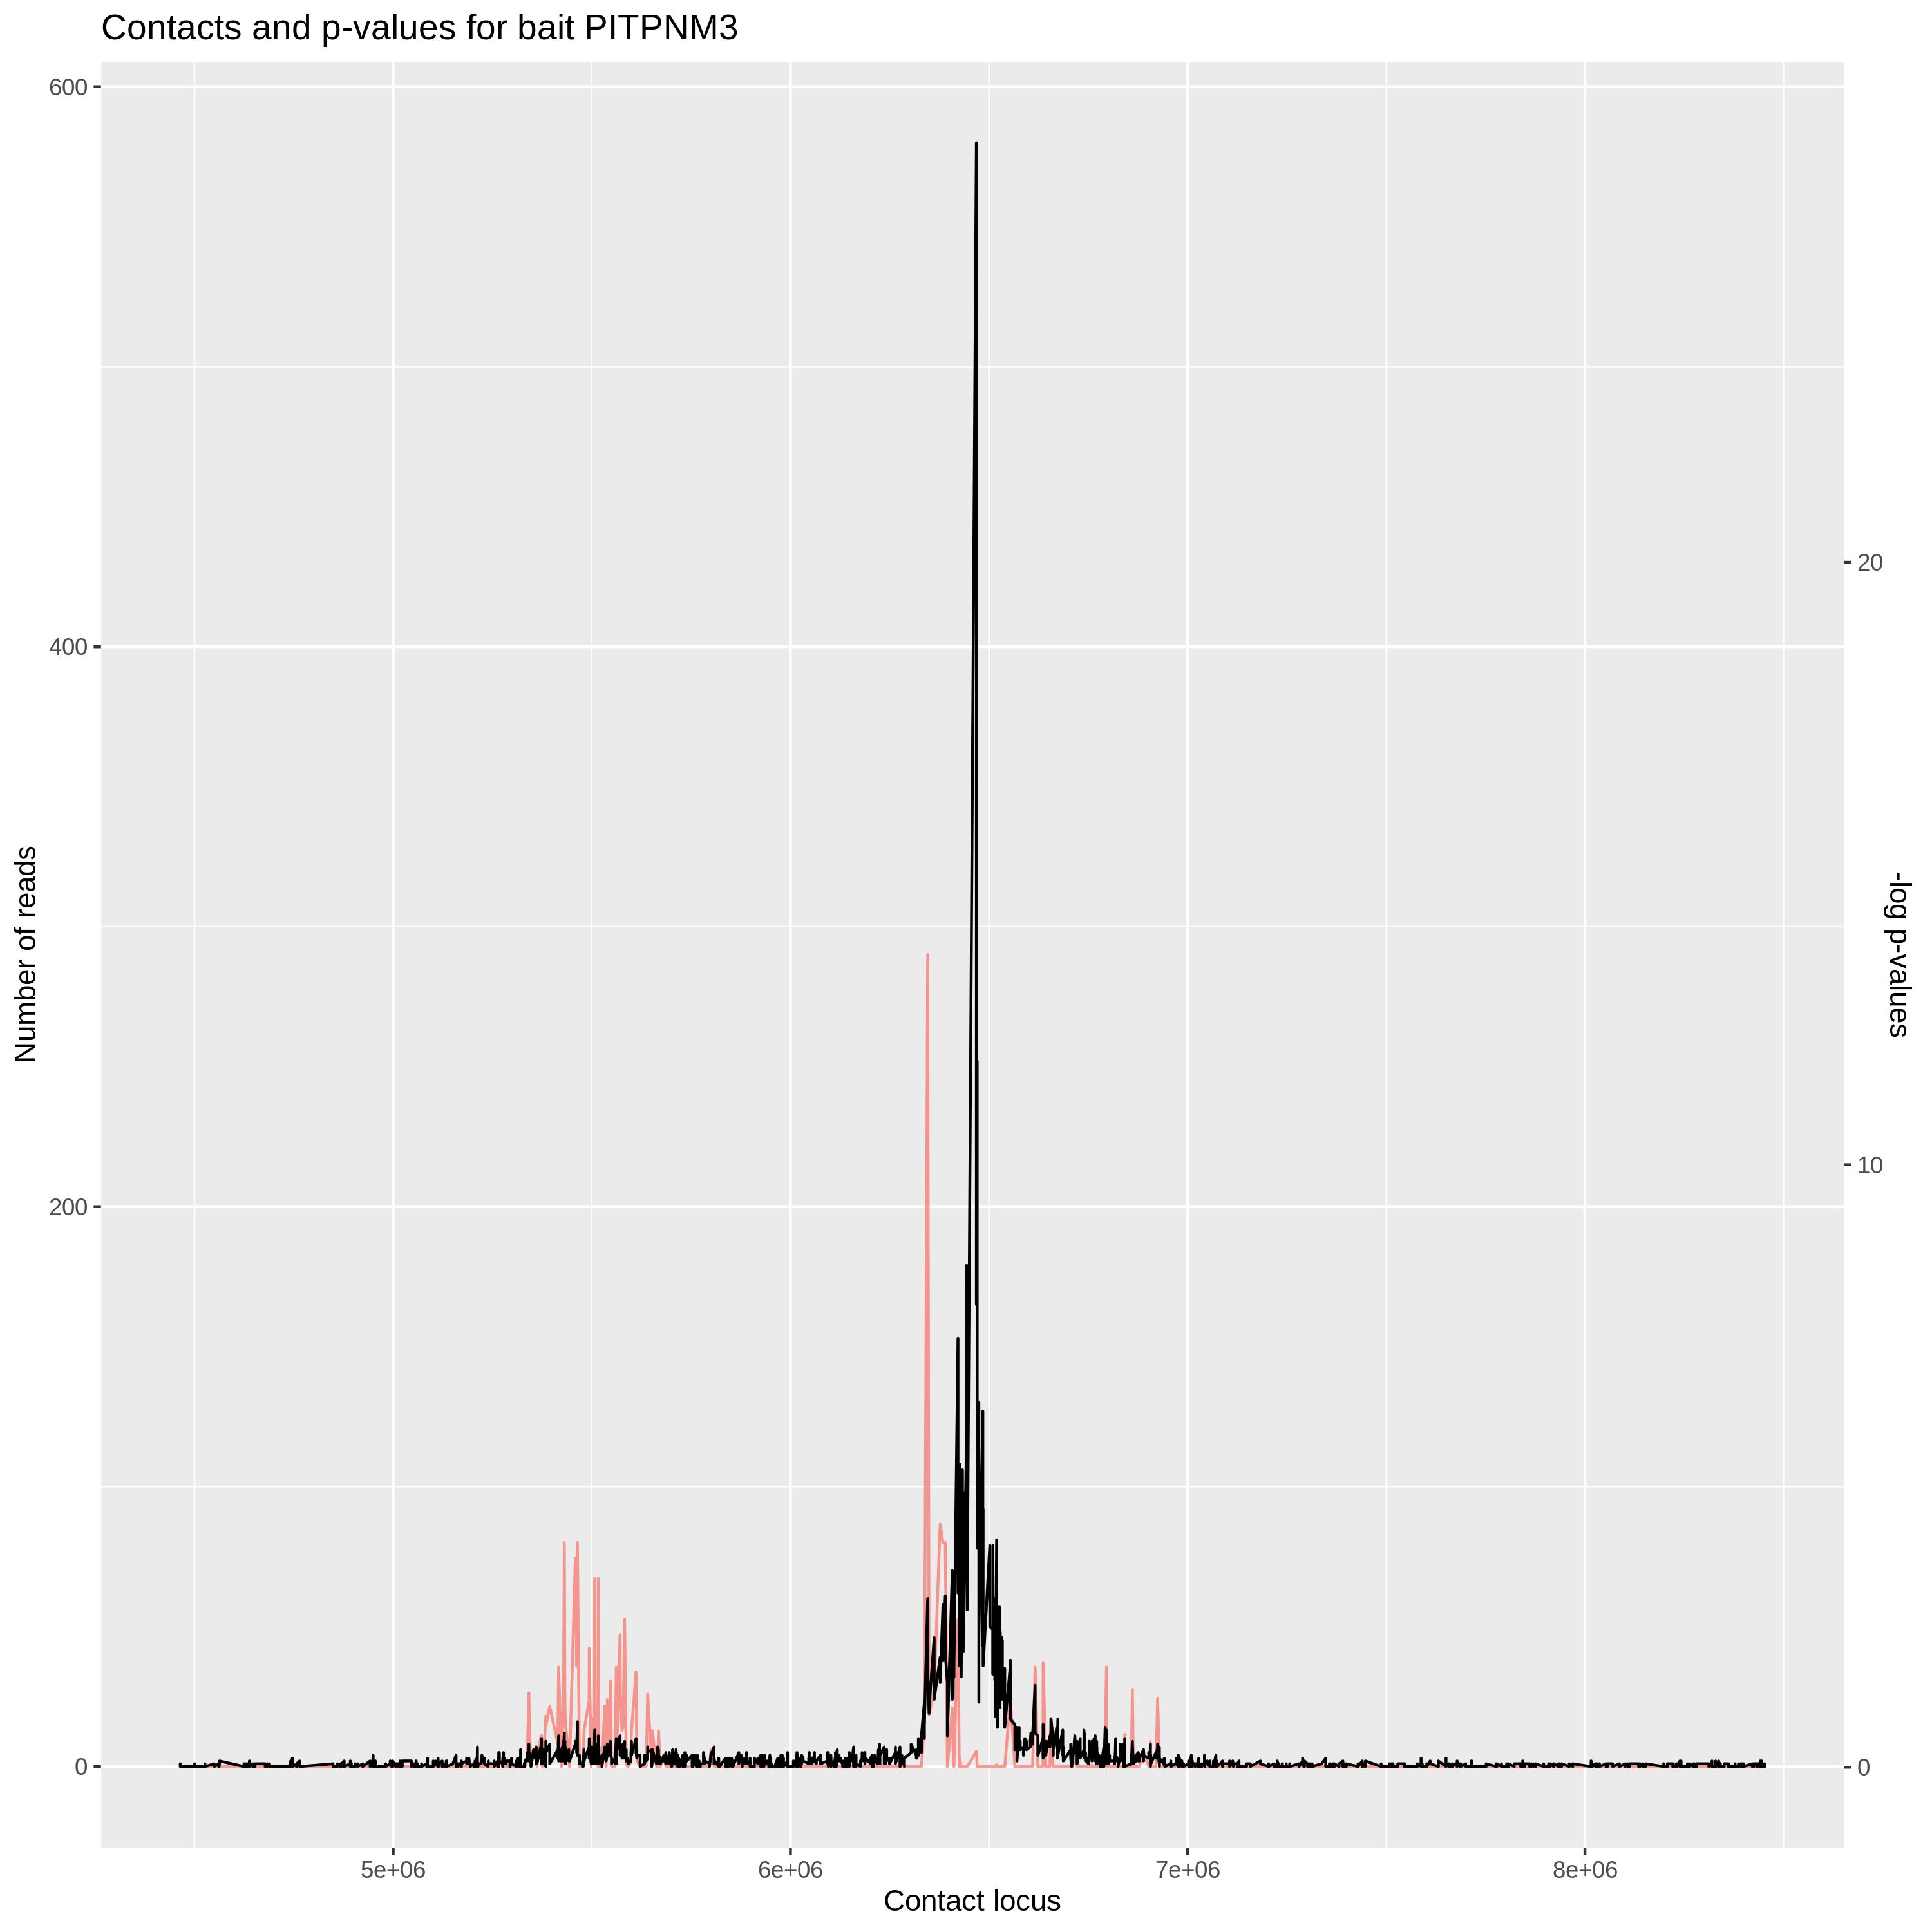 Contacts and p-values for bait PITPNM3
600
400
200
0
Number of reads
20
10
0
-log p-values
5e+06
6e+06
7e+06
8e+06
Contact locus